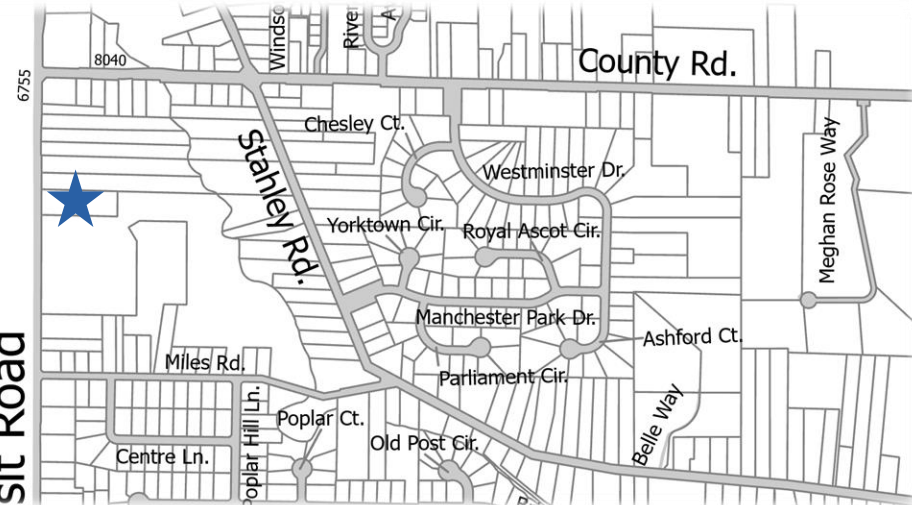 Windso
River
A
8040
County Rd.
6755
Chesley Ct.
Stahley Rd.
Westminster Dr.
Meghan Rose Way
Yorktown Cir.
Royal Ascot Cir.
Manchester Park Dr.
Ashford Ct.
sit Road
Miles Rd.
Parliament Cir.
Poplar Hill Ln.
Poplar Ct.
Belle Way
Old Post Cir.
Centre Ln.